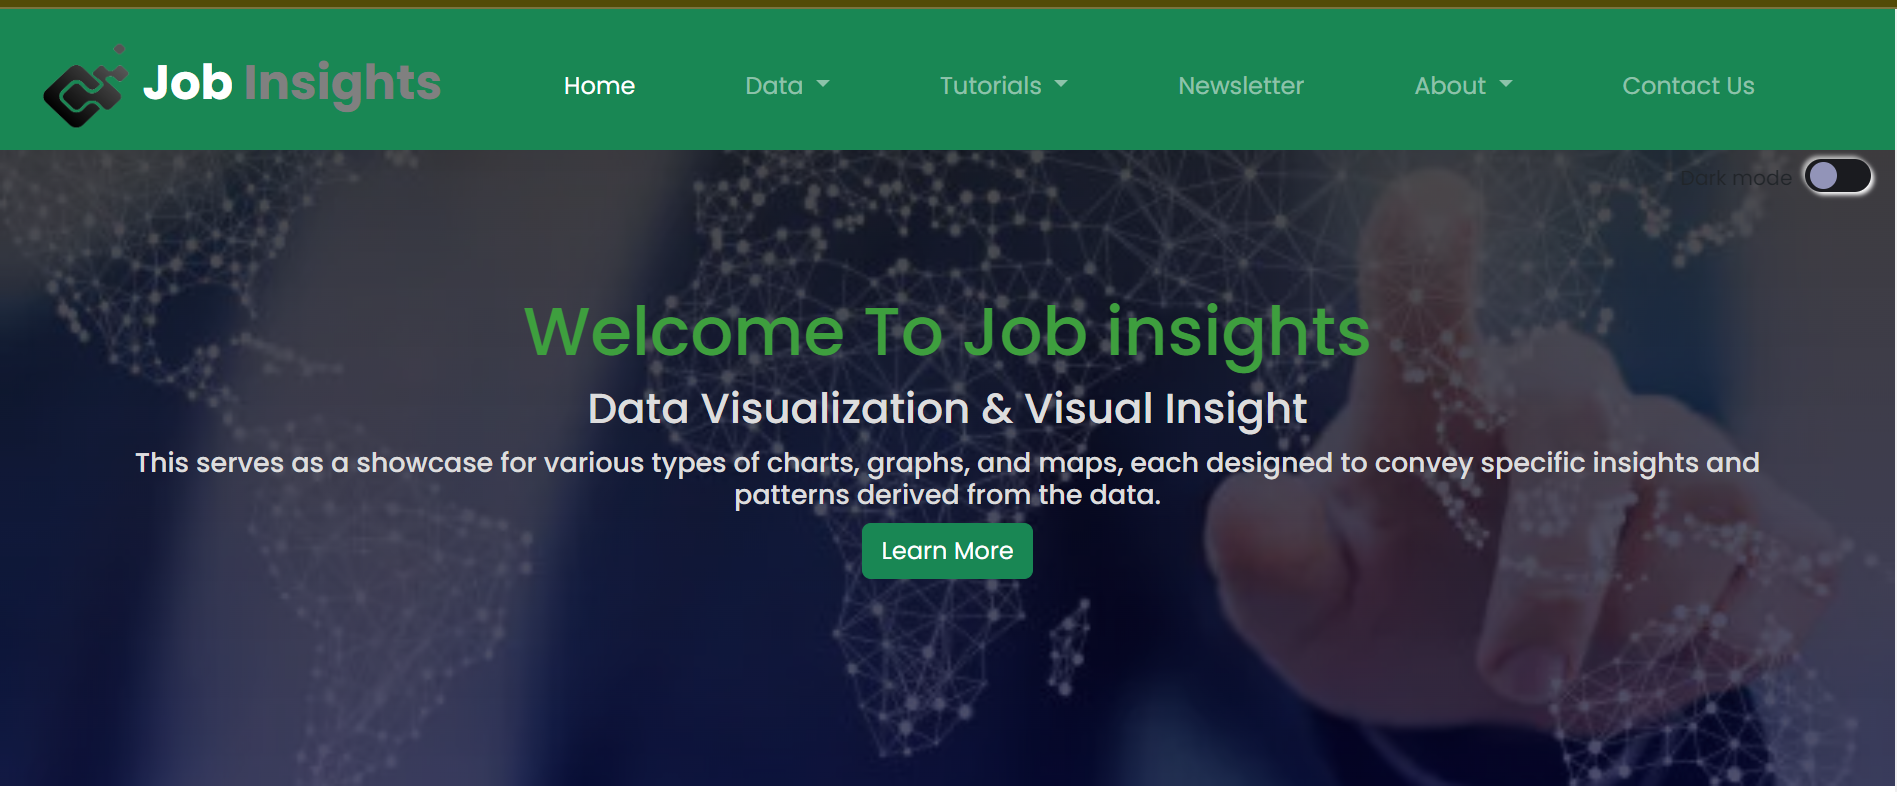 Job Insights
Home Data Tutorials Newsletter About Contact Us
Dark mode
Welcome To Job insights
Data Visualization & Visual Insight
This serves as a showcase for various types of charts, graphs, and maps, each designed to convey specific insights and
patterns derived from the data.
Learn More